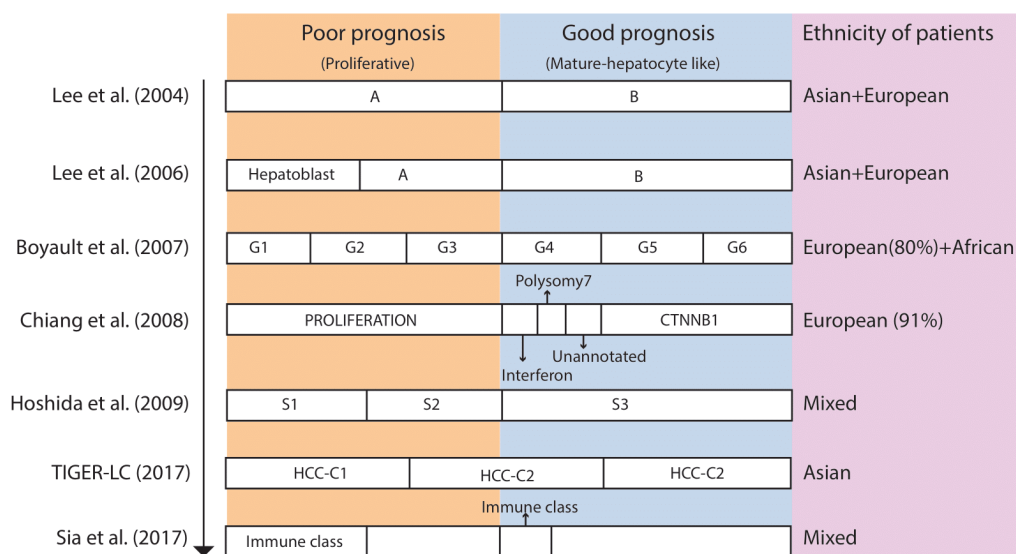 Poor prognosis Good prognosis Ethnicity of patients
(Proliferative) (Mature-hepatocyte like)
Lee et al. (2004) A B Asian+European
Lee et al. (2006) Hepatoblast A B Asian+European
Boyault et al. (2007) G1 G2 G3 G4 G5 G6 European(80%)+African
Polysomy7
Chiang et al. (2008) PROLIFERATION CTNNB1 European (91%)
Unannotated
Interferon
Hoshida et al. (2009) S1 S2 S3 Mixed
TIGER-LC (2017) HCC-C1 HCC-C2 HCC-C2 Asian
Immune class
Sia et al. (2017) Immune class Mixed